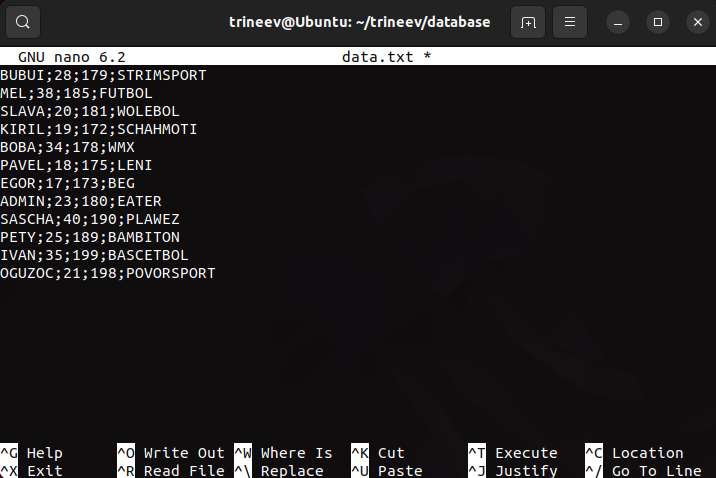 trineev@Ubuntu: ~/trineev/database
GNU nano 6.2 data.txt *
BUBUI;28;179;STRIMSPORT
MEL;38;185;FUTBOL
SLAVA;20;181;WOLEBOL
KIRIL;19;172;SCHAHMOTI
BOBA;34;178;WMX
PAVEL;18;175;LENI
EGOR;17;173;BEG
ADMIN;23;180;EATER
SASCHA;40;190;PLAWEZ
PETY;25;189;BAMBITON
IVAN;35;199;BASCETBOL
OGUZOC;21;198;POVORSPORT
^G Help ^O Write Out ^W Where Is ^K Cut ^T Execute ^C Location
^X Exit ^R Read File ^\ Replace ^U Paste ^J Justify ^/ Go To Line